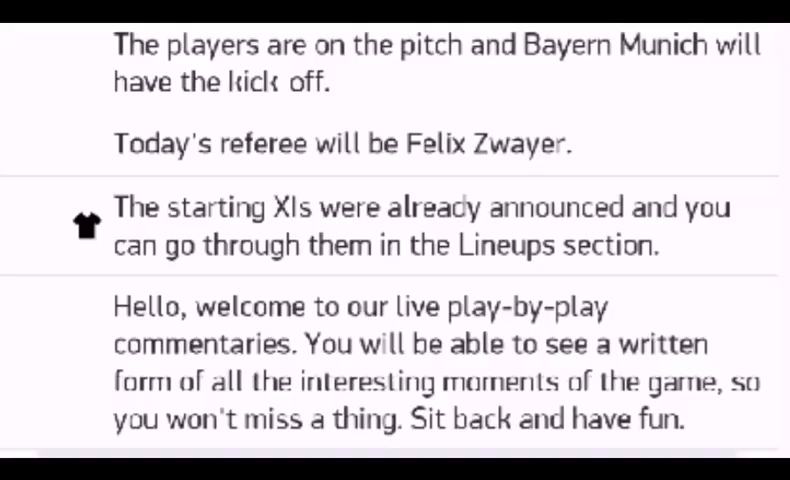 The players are on the pitch and Bayern Munich will
have the kick off.
Today's referee will be Felix Zwayer.
The starting XIs were already announced and you
can go through them in the Lineups section.
Hello, welcome to our live play-by-play
commentaries. You will be able to see a written
form of all the interesting moments of the game, so
you won't miss a thing. Sit back and have fun.